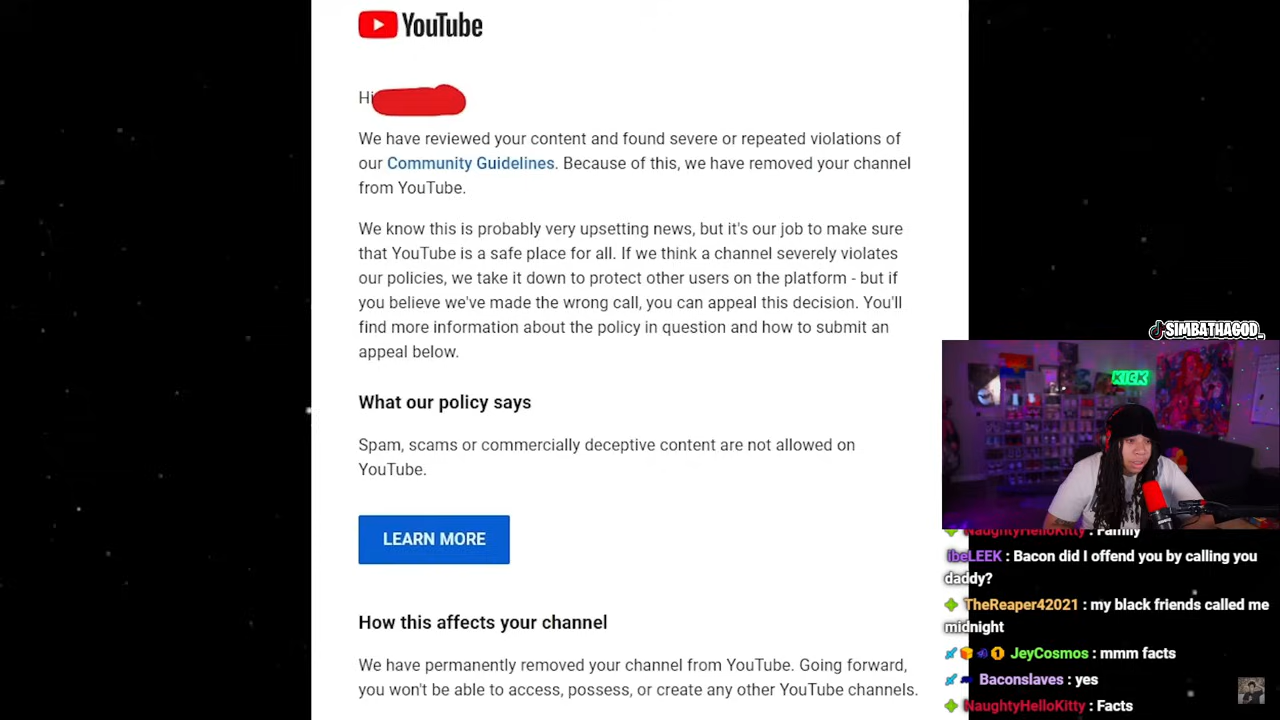 YouTube
Hi
We have reviewed your content and found severe or repeated violations of
our Community Guidelines. Because of this, we have removed your channel
from YouTube.
We know this is probably very upsetting news, but it's our job to make sure
that YouTube is a safe place for all. If we think a channel severely violates
our policies, we take it down to protect other users on the platform - but if
you believe we've made the wrong call, you can appeal this decision. You'll
find more information about the policy in question and how to submit an
appeal below.
What our policy says
Spam, scams or commercially deceptive content are not allowed on
YouTube.
LEARN MORE
How this affects your channel
We have permanently removed your channel from YouTube. Going forward,
you won't be able to access, possess, or create any other YouTube channels.
SIMBATHAGOD_
KICK
NaughtyHelloKitty : Family
ibeLEEK : Bacon did I offend you by calling you
daddy?
TheReaper42021 : my black friends called me
midnight
1 JeyCosmos : mmm facts
Baconslaves : yes
NaughtyHelloKitty : Facts